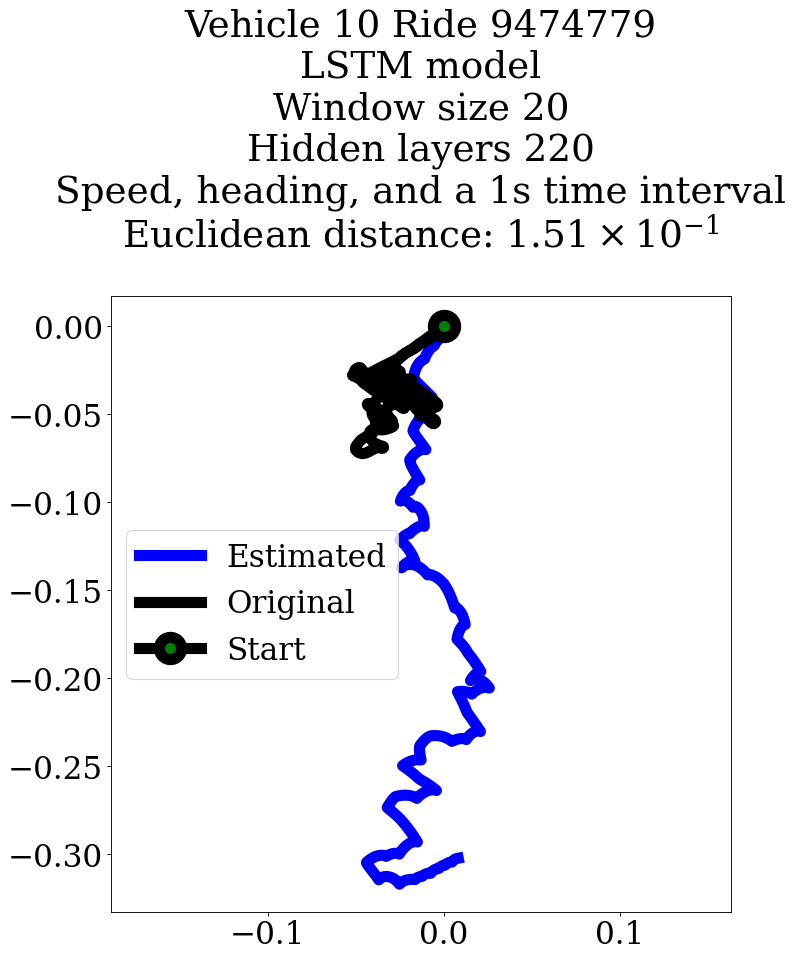 Vehicle 10 Ride 9474779
LSTM model
Window size 20
Hidden layers 220
Speed, heading, and a 1s time interval
Euclidean distance: 1.51 × 10⁻¹
0.00
−0.05
−0.10
−0.15
−0.20
−0.25
−0.30
Estimated
Original
Start
−0.1
0.0
0.1